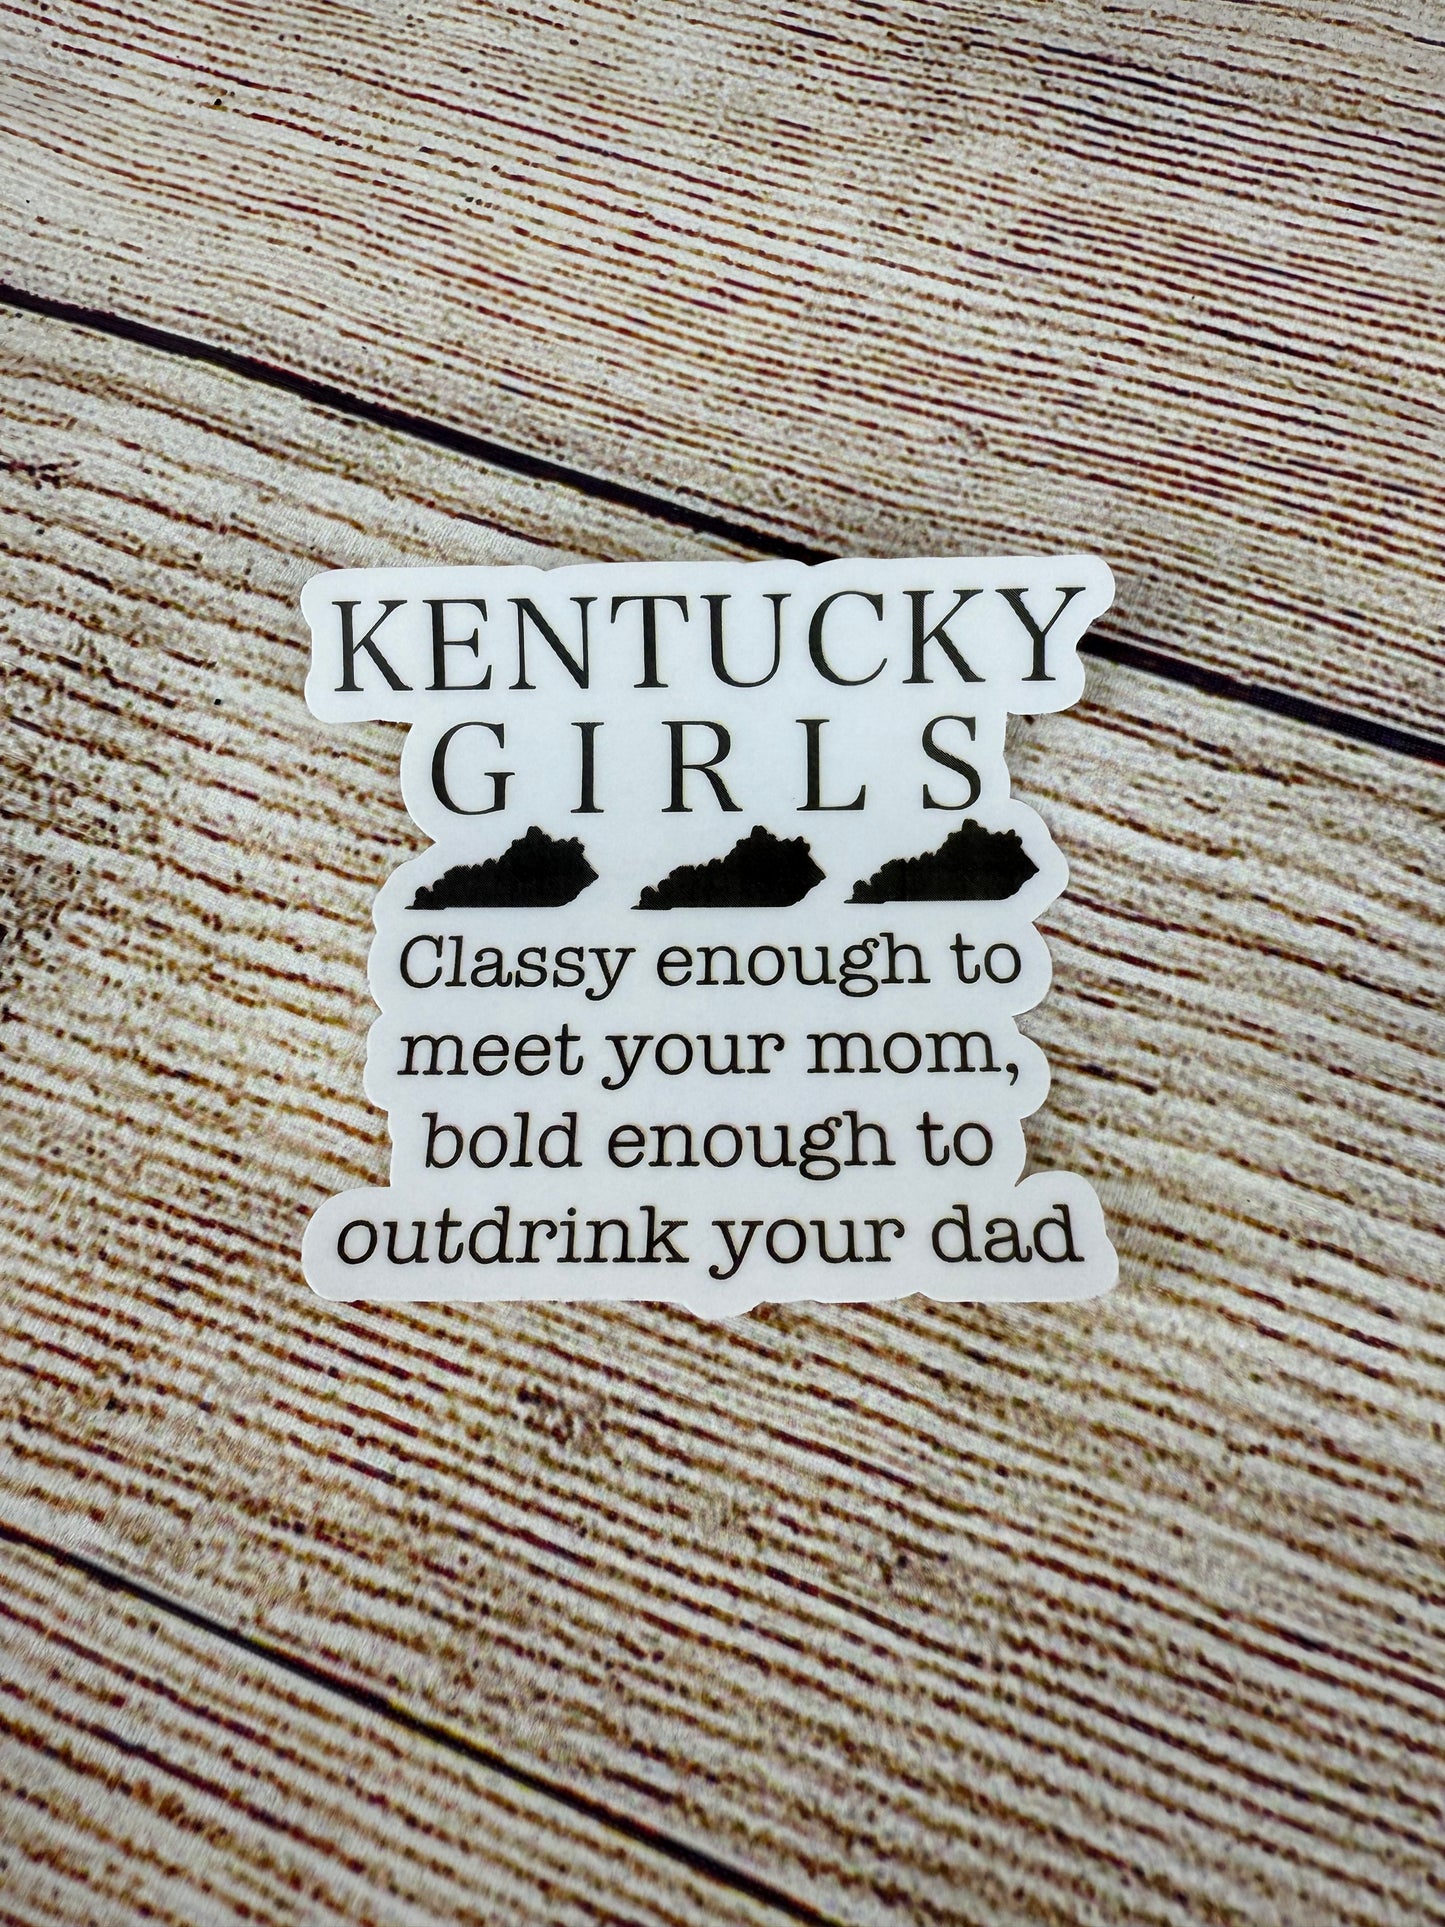 KENTUCKY
GIRLS
Classy enough to
meet your mom,
bold enough to
outdrink your dad